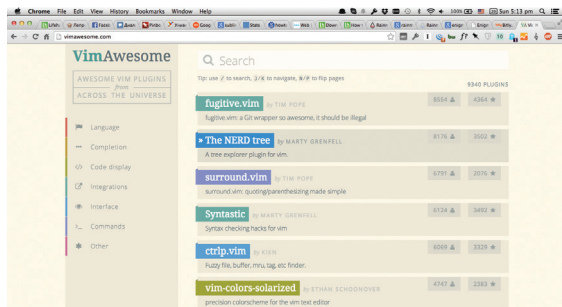 Chrome File Edit View History Bookmarks Window Help
100% Sun 5:13 pm
vimawesome.com
VimAwesome
AWESOME VIM PLUGINS
from
ACROSS THE UNIVERSE
Language
Completion
Code display
Integrations
Interface
Commands
Other
Search
Tip: use / to search, J/K to navigate, N/P to flip pages
9340 PLUGINS
fugitive.vim by TIM POPE
8554 4364
fugitive.vim: a Git wrapper so awesome, it should be illegal
» The NERD tree by MARTY GRENFELL
8176 3502
A tree explorer plugin for vim.
surround.vim by TIM POPE
6791 2076
surround.vim: quoting/parenthesizing made simple
Syntastic by MARTY GRENFELL
6134 3492
Syntax checking hacks for vim
ctrlp.vim by KIEN
6069 3329
Fuzzy file, buffer, mru, tag, etc finder.
vim-colors-solarized by ETHAN SCHOONOVER
4747 2383
precision colorscheme for the vim text editor